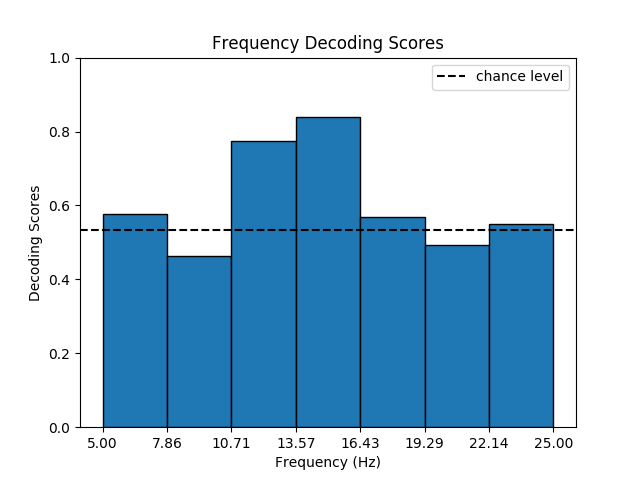 Frequency Decoding Scores
chance level
1.0
0.8
0.6
0.4
0.2
0.0
Decoding Scores
5.00 7.86 10.71 13.57 16.43 19.29 22.14 25.00
Frequency (Hz)